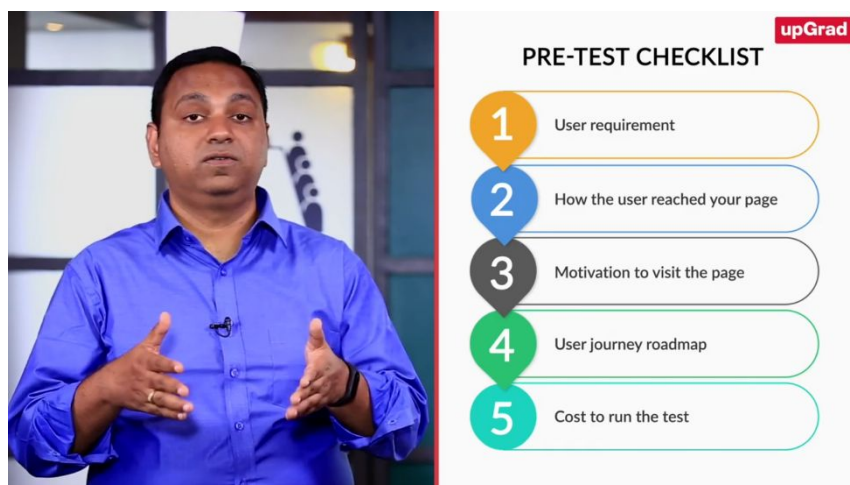 upGrad
PRE-TEST CHECKLIST
1
User requirement
2
How the user reached your page
3
Motivation to visit the page
4
User journey roadmap
5
Cost to run the test